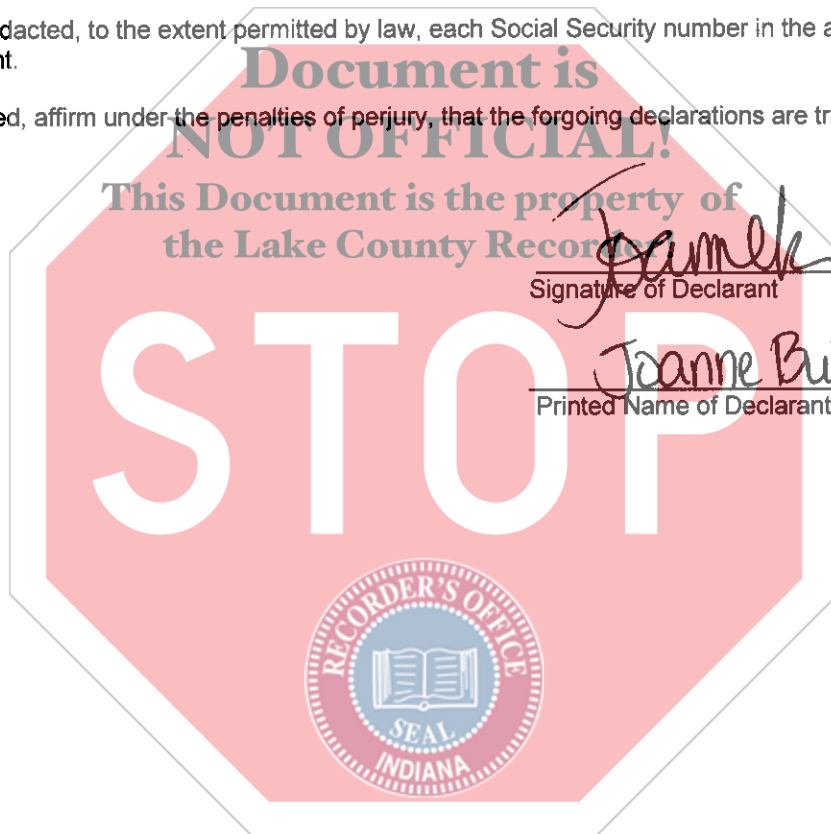 dacted, to the extent permitted by law, each Social Security number in the a
nt.
Document is
ed, affirm under the penalties of perjury, that the forgoing declarations are tr
NOT OFFICIAL!
This Document is the property of
the Lake County Recorder!
Signature of Declarant
Joanne Bui
Printed Name of Declarant
STOP
RECORDER'S OFFICE
SEAL
INDIANA